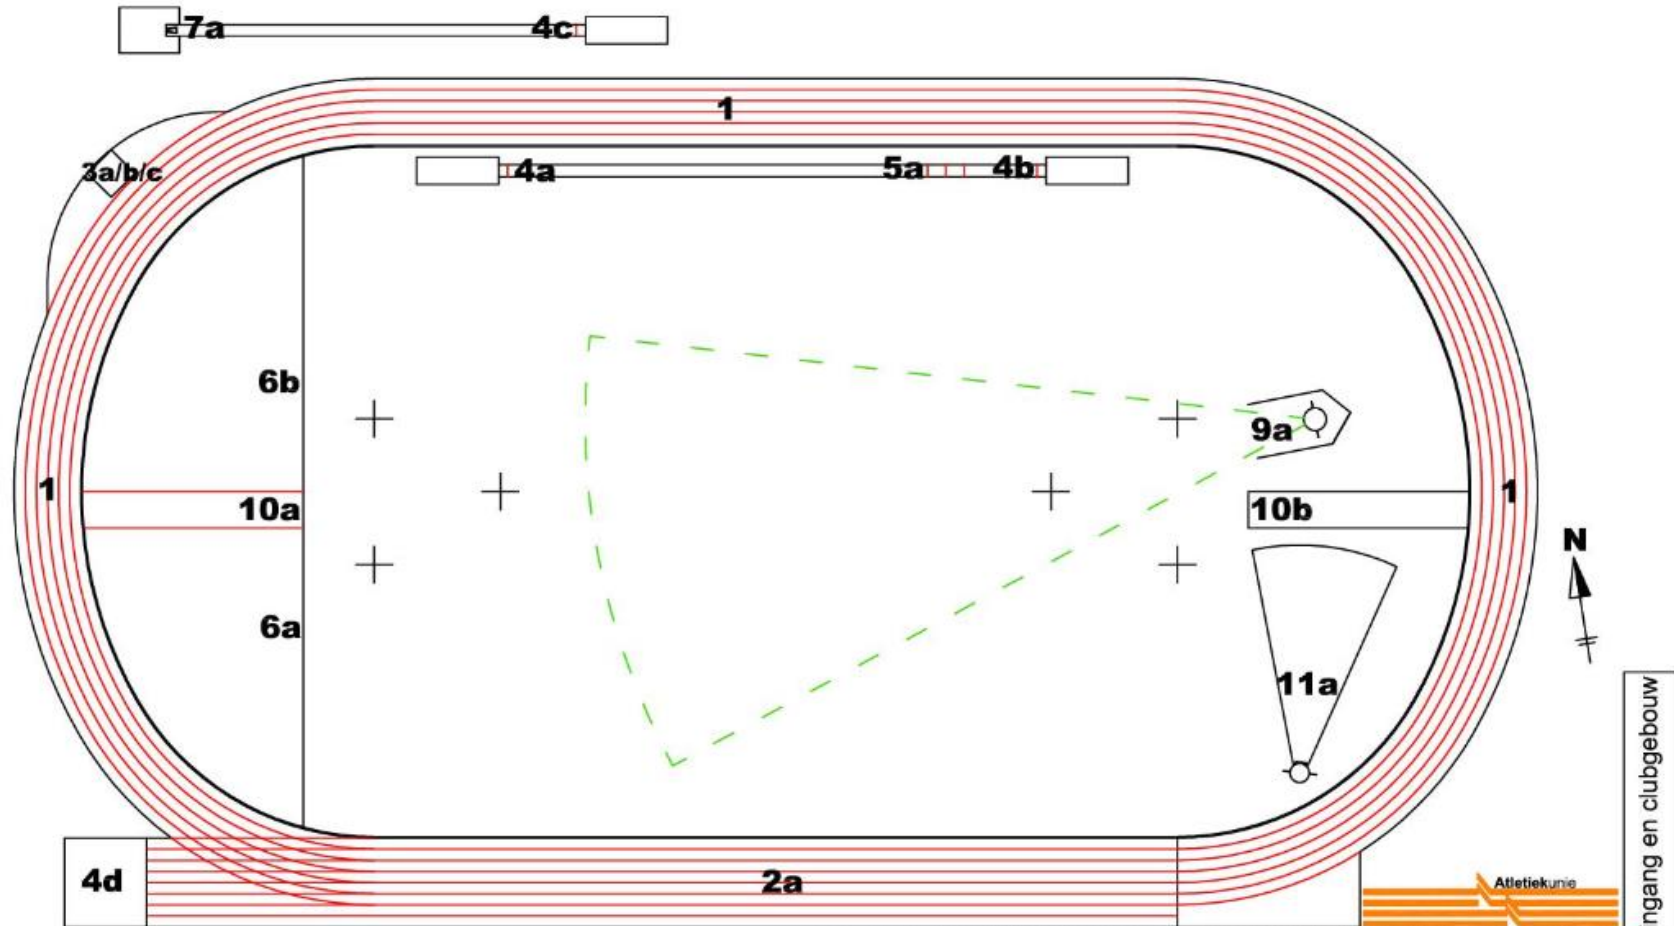 7a
4c
1
3a/b/c
4a
5a
4b
6b
9a
1
10a
10b
1
N
6a
11a
4d
2a
Atletiekunie
ngang en clubgebouw